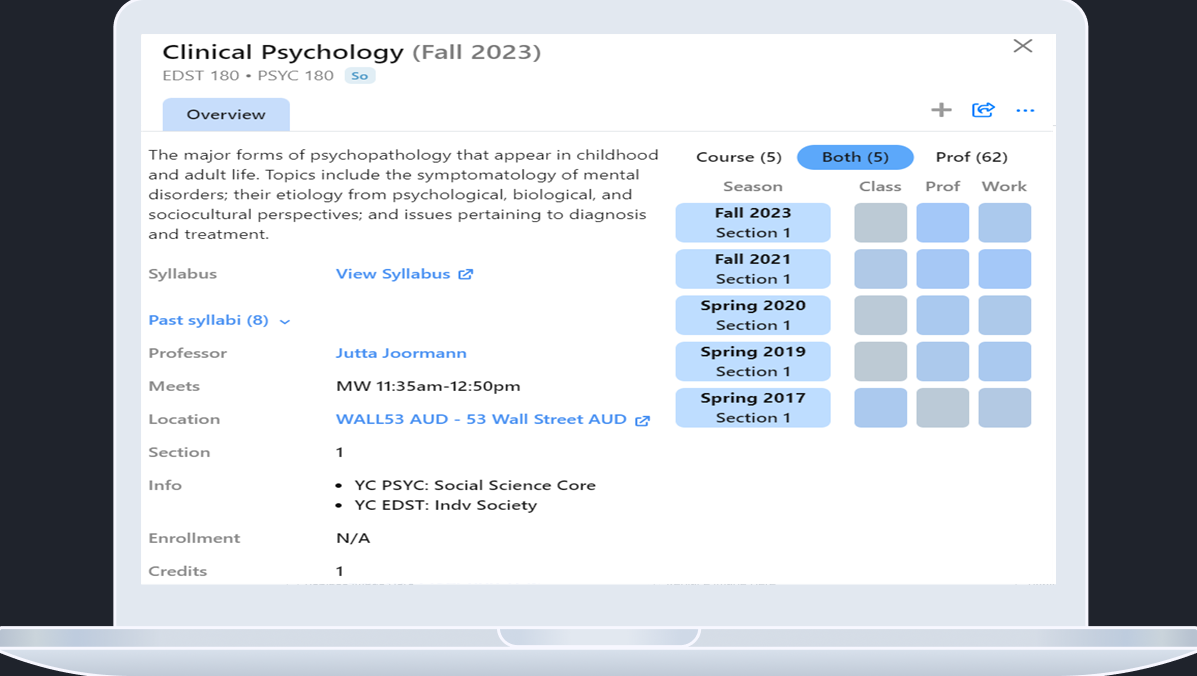 Clinical Psychology (Fall 2023)
EDST 180 • PSYC 180 So
Overview
The major forms of psychopathology that appear in childhood
and adult life. Topics include the symptomatology of mental
disorders; their etiology from psychological, biological, and
sociocultural perspectives; and issues pertaining to diagnosis
and treatment.
Syllabus View Syllabus
Past syllabi (8)
Professor Jutta Joormann
Meets MW 11:35am-12:50pm
Location WALL53 AUD - 53 Wall Street AUD
Section 1
Info • YC PSYC: Social Science Core
• YC EDST: Indv Society
Enrollment N/A
Credits 1
Course (5) Both (5) Prof (62)
Season Class Prof Work
Fall 2023
Section 1
Fall 2021
Section 1
Spring 2020
Section 1
Spring 2019
Section 1
Spring 2017
Section 1